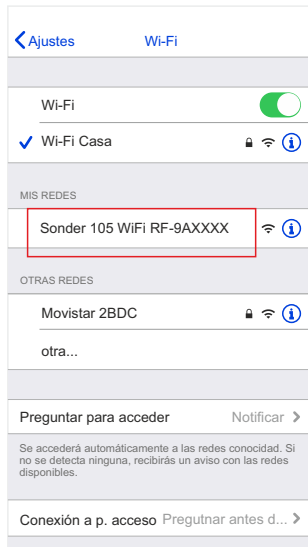 Ajustes Wi-Fi
Wi-Fi
Wi-Fi Casa
MIS REDES
Sonder 105 WiFi RF-9AXXXX
OTRAS REDES
Movistar 2BDC
otra...
Preguntar para acceder Notificar
Se accederá automáticamente a las redes conocidad. Si
no se detecta ninguna, recibirás un aviso con las redes
disponibles.
Conexión a p. acceso Pregutnar antes d...